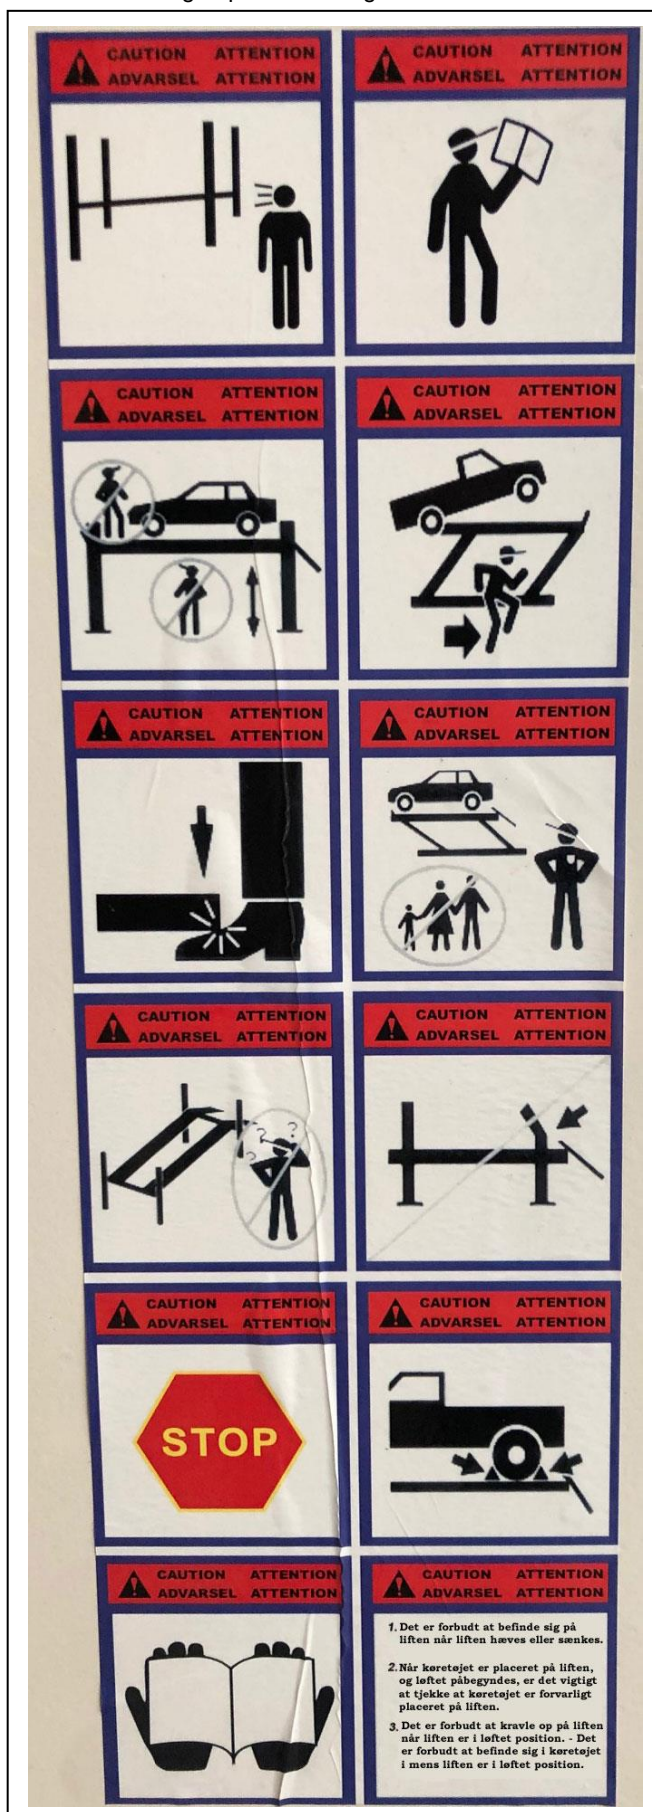 CAUTION ATTENTION
ADVARSEL ATTENTION
CAUTION ATTENTION
ADVARSEL ATTENTION
CAUTION ATTENTION
ADVARSEL ATTENTION
CAUTION ATTENTION
ADVARSEL ATTENTION
CAUTION ATTENTION
ADVARSEL ATTENTION
CAUTION ATTENTION
ADVARSEL ATTENTION
CAUTION ATTENTION
ADVARSEL ATTENTION
CAUTION ATTENTION
ADVARSEL ATTENTION
CAUTION ATTENTION
ADVARSEL ATTENTION
STOP
CAUTION ATTENTION
ADVARSEL ATTENTION
CAUTION ATTENTION
ADVARSEL ATTENTION
CAUTION ATTENTION
ADVARSEL ATTENTION
1. Det er forbudt at befinde sig på
liften når liften hæves eller sænkes.
2. Når køretøjet er placeret på liften,
og løftet påbegyndes, er det vigtigt
at tjekke at køretøjet er forvarligt
placeret på liften.
3. Det er forbudt at kravle op på liften
når liften er i løftet position. - Det
er forbudt at befinde sig i køretøjet
i mens liften er i løftet position.